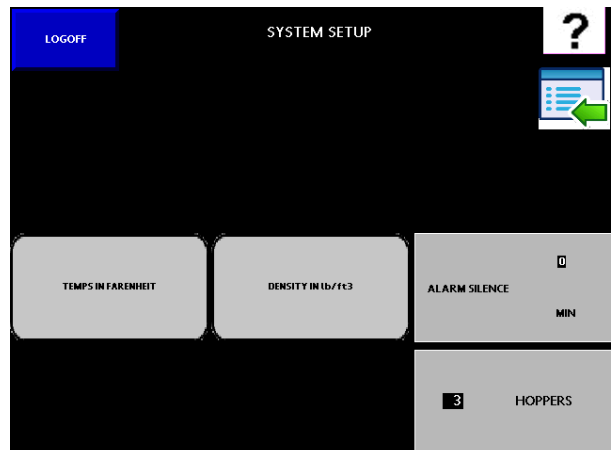 LOGOFF
SYSTEM SETUP
?
TEMPS IN FARENHEIT
DENSITY IN lb/ft3
ALARM SILENCE
0
MIN
3 HOPPERS